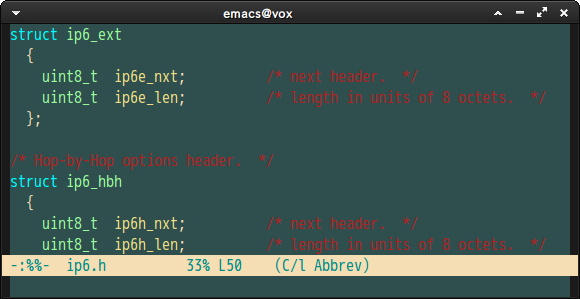 emacs@vox
struct ip6_ext
  {
    uint8_t  ip6e_nxt;          /* next header.  */
    uint8_t  ip6e_len;          /* length in units of 8 octets.  */
  };

/* Hop-by-Hop options header.  */
struct ip6_hbh
  {
    uint8_t  ip6h_nxt;          /* next header.  */
    uint8_t  ip6h_len;          /* length in units of 8 octets.  */
-:%%-  ip6.h          33% L50    (C/l Abbrev)